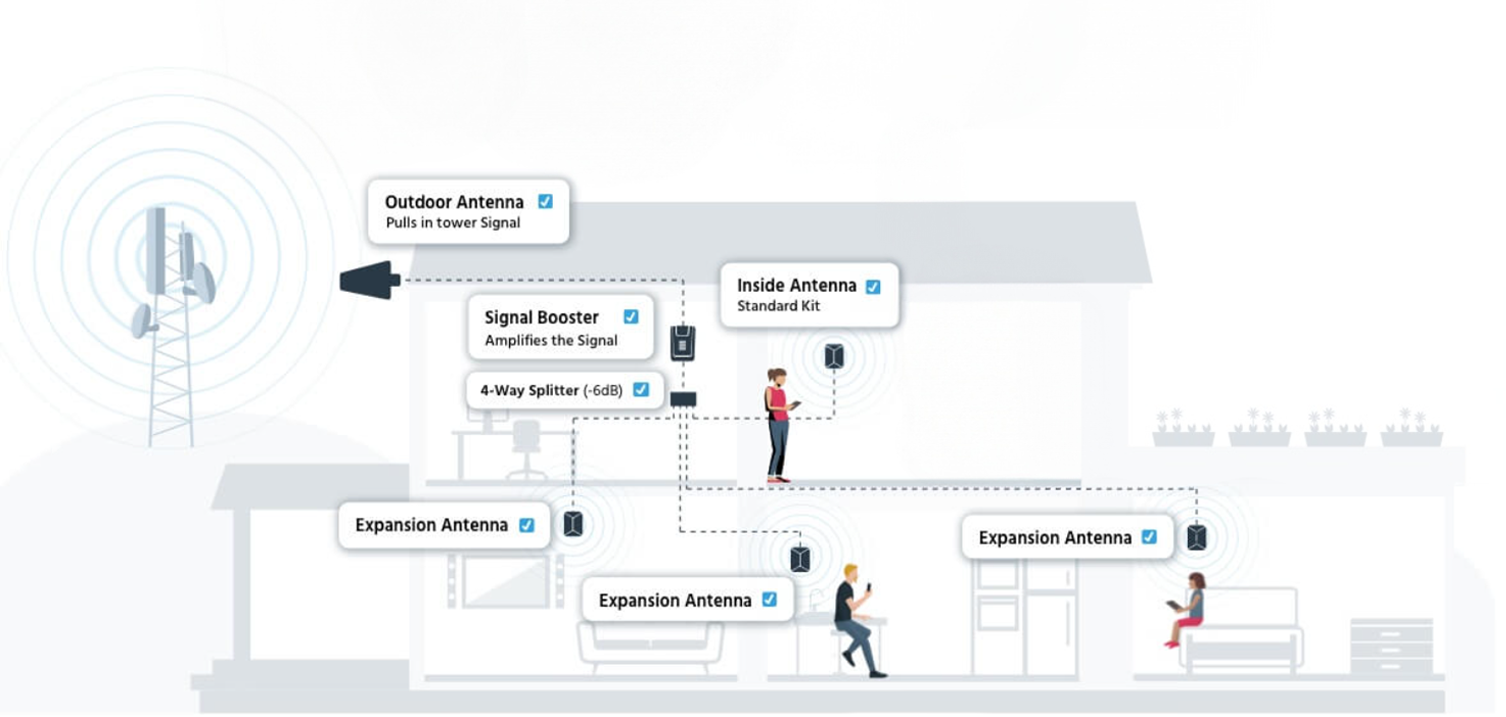 Outdoor Antenna
Pulls in tower Signal
Inside Antenna
Standard Kit
Signal Booster
Amplifies the Signal
4-Way Splitter (-6dB)
Expansion Antenna
Expansion Antenna
Expansion Antenna